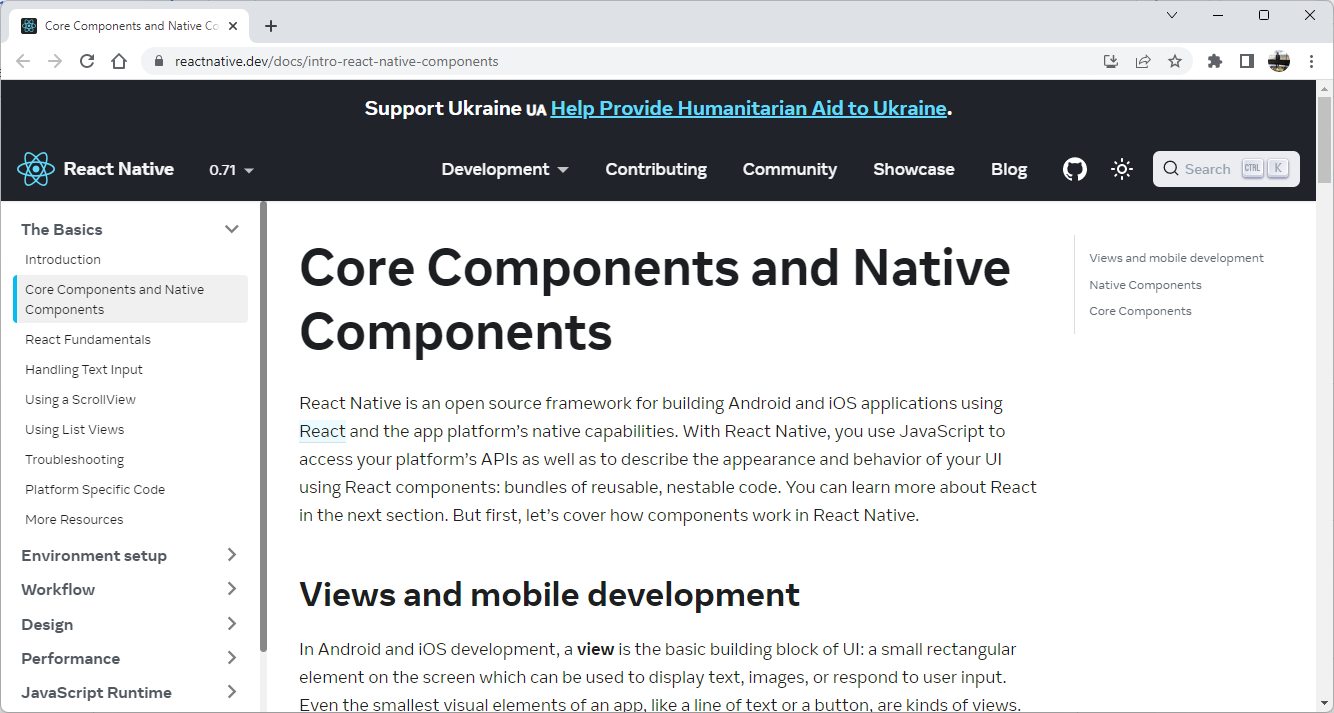 Core Components and Native Co
reactnative.dev/docs/intro-react-native-components
Support Ukraine UA Help Provide Humanitarian Aid to Ukraine.
React Native 0.71 Development Contributing Community Showcase Blog Search CTRL K
The Basics
Introduction
Core Components and Native
Components
React Fundamentals
Handling Text Input
Using a ScrollView
Using List Views
Troubleshooting
Platform Specific Code
More Resources
Environment setup
Workflow
Design
Performance
JavaScript Runtime
Core Components and Native
Components
React Native is an open source framework for building Android and iOS applications using
React and the app platform’s native capabilities. With React Native, you use JavaScript to
access your platform’s APIs as well as to describe the appearance and behavior of your UI
using React components: bundles of reusable, nestable code. You can learn more about React
in the next section. But first, let’s cover how components work in React Native.
Views and mobile development
In Android and iOS development, a view is the basic building block of UI: a small rectangular
element on the screen which can be used to display text, images, or respond to user input.
Even the smallest visual elements of an app, like a line of text or a button, are kinds of views.
Views and mobile development
Native Components
Core Components